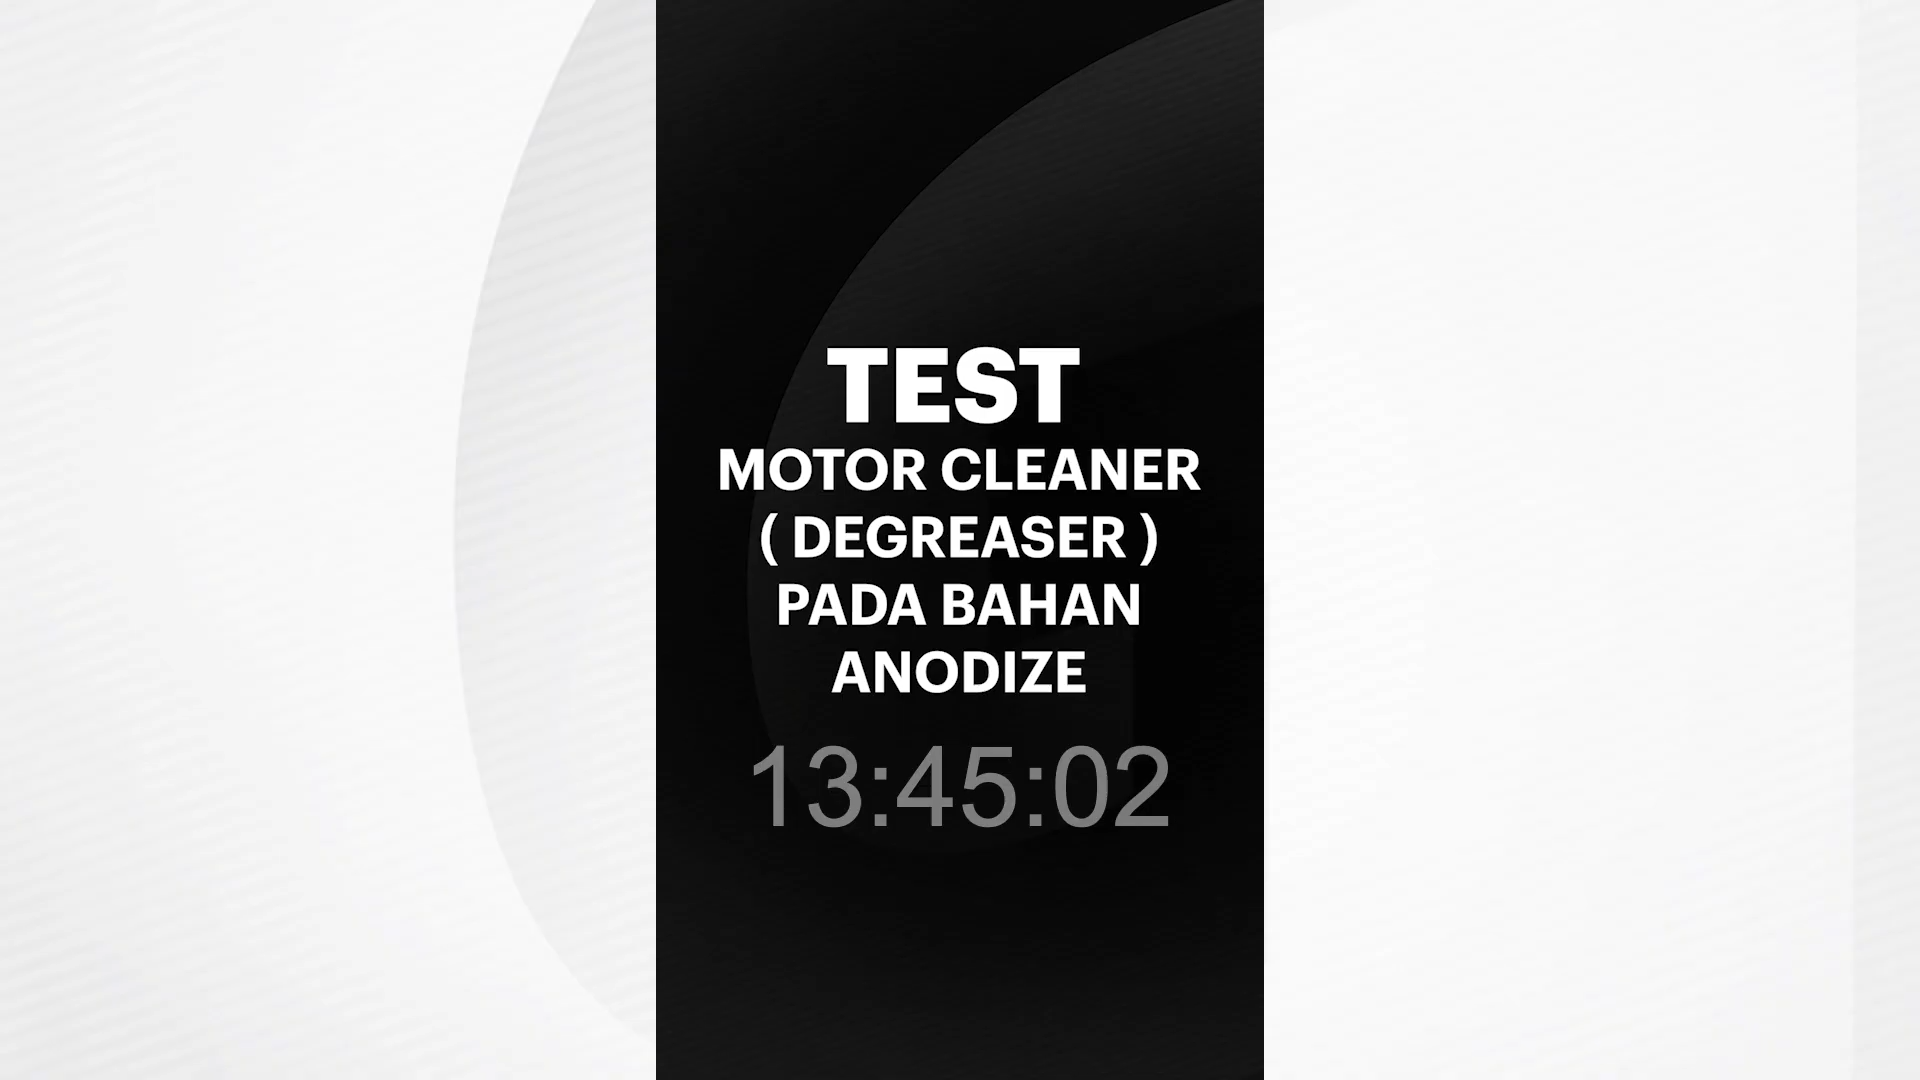 TEST
MOTOR CLEANER
( DEGREASER )
PADA BAHAN
ANODIZE
13:45:02